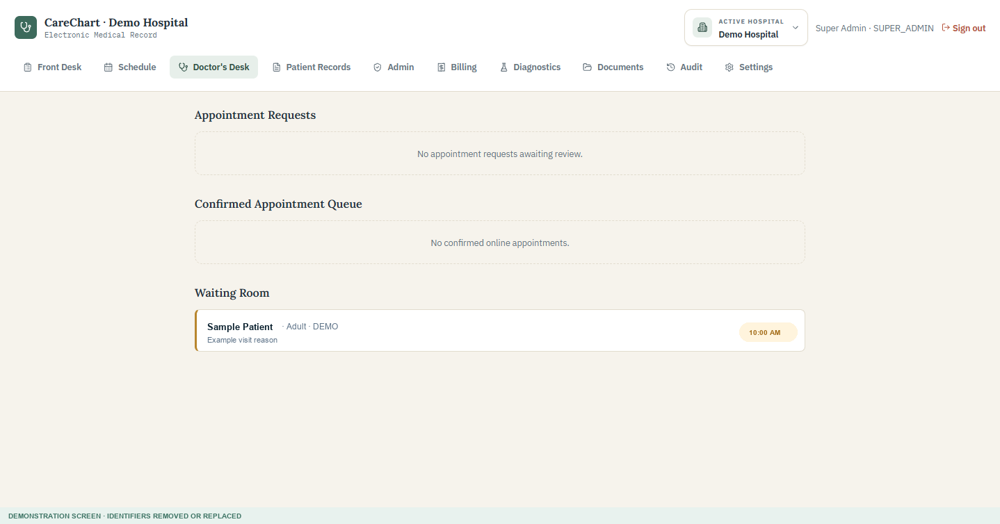 CareChart · Demo Hospital
Electronic Medical Record
ACTIVE HOSPITAL
Demo Hospital
Super Admin · SUPER_ADMIN
Sign out
Front Desk
Schedule
Doctor's Desk
Patient Records
Admin
Billing
Diagnostics
Documents
Audit
Settings
Appointment Requests
No appointment requests awaiting review.
Confirmed Appointment Queue
No confirmed online appointments.
Waiting Room
Sample Patient · Adult · DEMO
Example visit reason
10:00 AM
DEMONSTRATION SCREEN · IDENTIFIERS REMOVED OR REPLACED